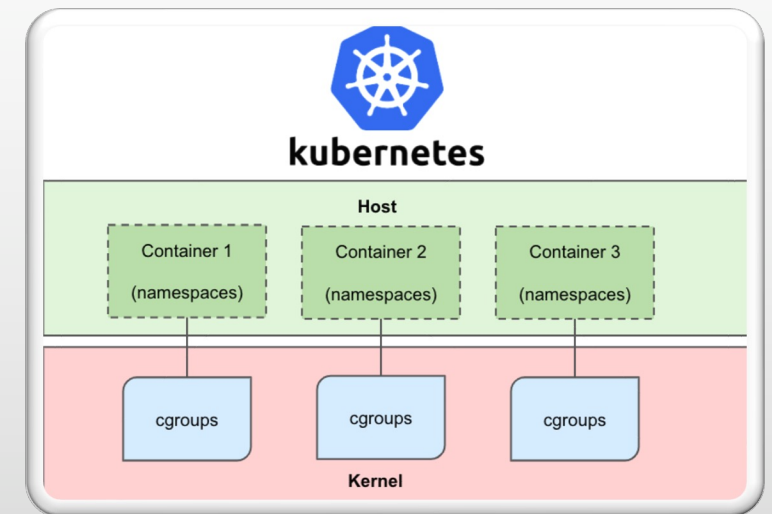 kubernetes
Host
Container 1
(namespaces)
Container 2
(namespaces)
Container 3
(namespaces)
cgroups
cgroups
cgroups
Kernel